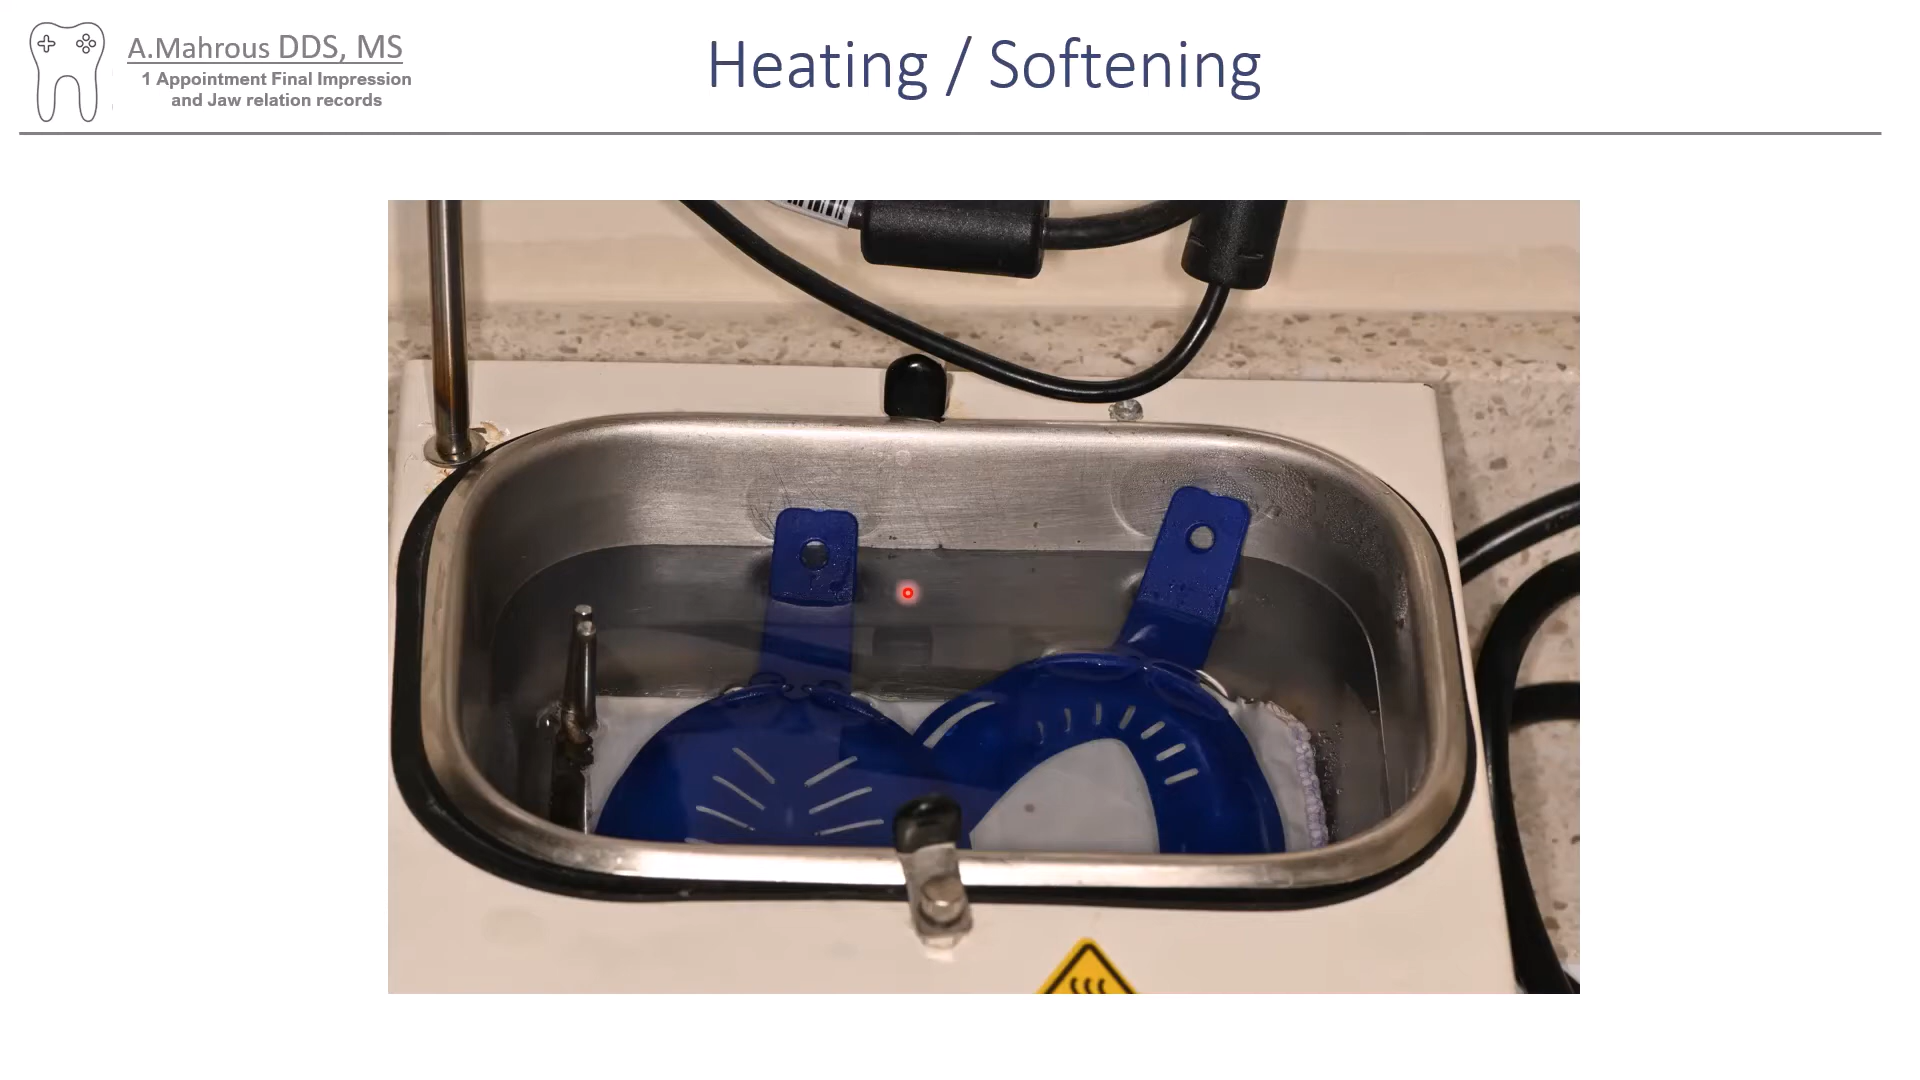 A.Mahrous DDS, MS
1 Appointment Final Impression
and Jaw relation records
Heating / Softening